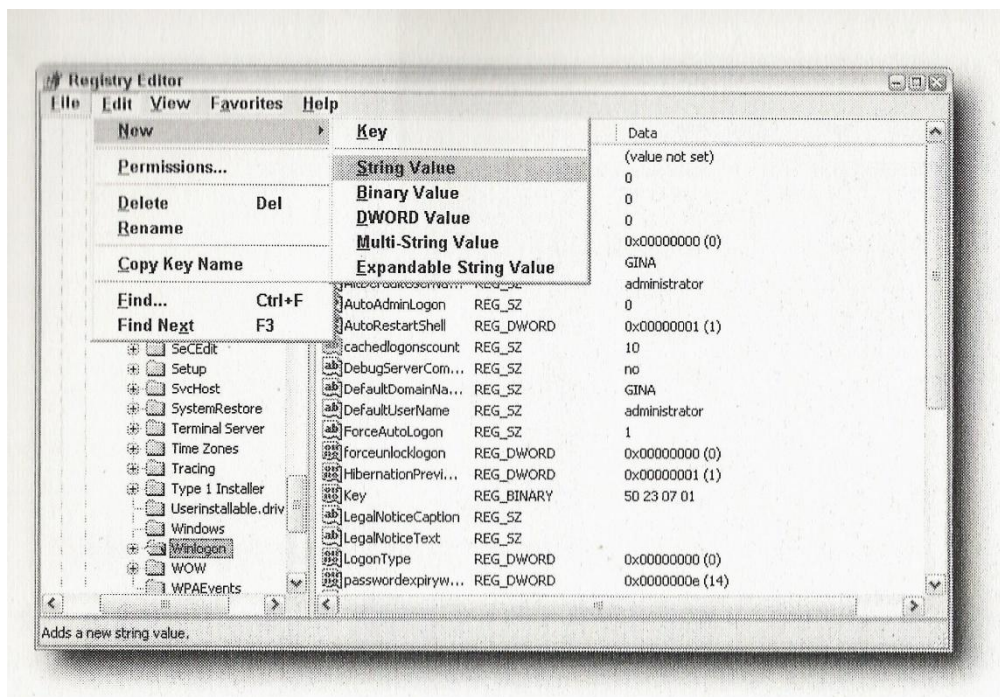 Registry Editor
File Edit View Favorites Help
New
Permissions...
Delete Del
Rename
Copy Key Name
Find... Ctrl+F
Find Next F3
Key
String Value
Binary Value
DWORD Value
Multi-String Value
Expandable String Value
Data
(value not set)
0
0
0
0x00000000 (0)
GINA
administrator
AutoAdminLogon REG_SZ 0
AutoRestartShell REG_DWORD 0x00000001 (1)
cachedlogonscount REG_SZ 10
DebugServerCom... REG_SZ no
DefaultDomainNa... REG_SZ GINA
DefaultUserName REG_SZ administrator
ForceAutoLogon REG_SZ 1
forceunlocklogon REG_DWORD 0x00000000 (0)
HibernationPrevi... REG_DWORD 0x00000001 (1)
Key REG_BINARY 50 23 07 01
LegalNoticeCaption REG_SZ
LegalNoticeText REG_SZ
LogonType REG_DWORD 0x00000000 (0)
passwordexpiryw... REG_DWORD 0x0000000e (14)
SeCEdit
Setup
SvcHost
SystemRestore
Terminal Server
Time Zones
Tracing
Type 1 Installer
Userinstallable.driv
Windows
Winlogon
WOW
WPAEvents
Adds a new string value.